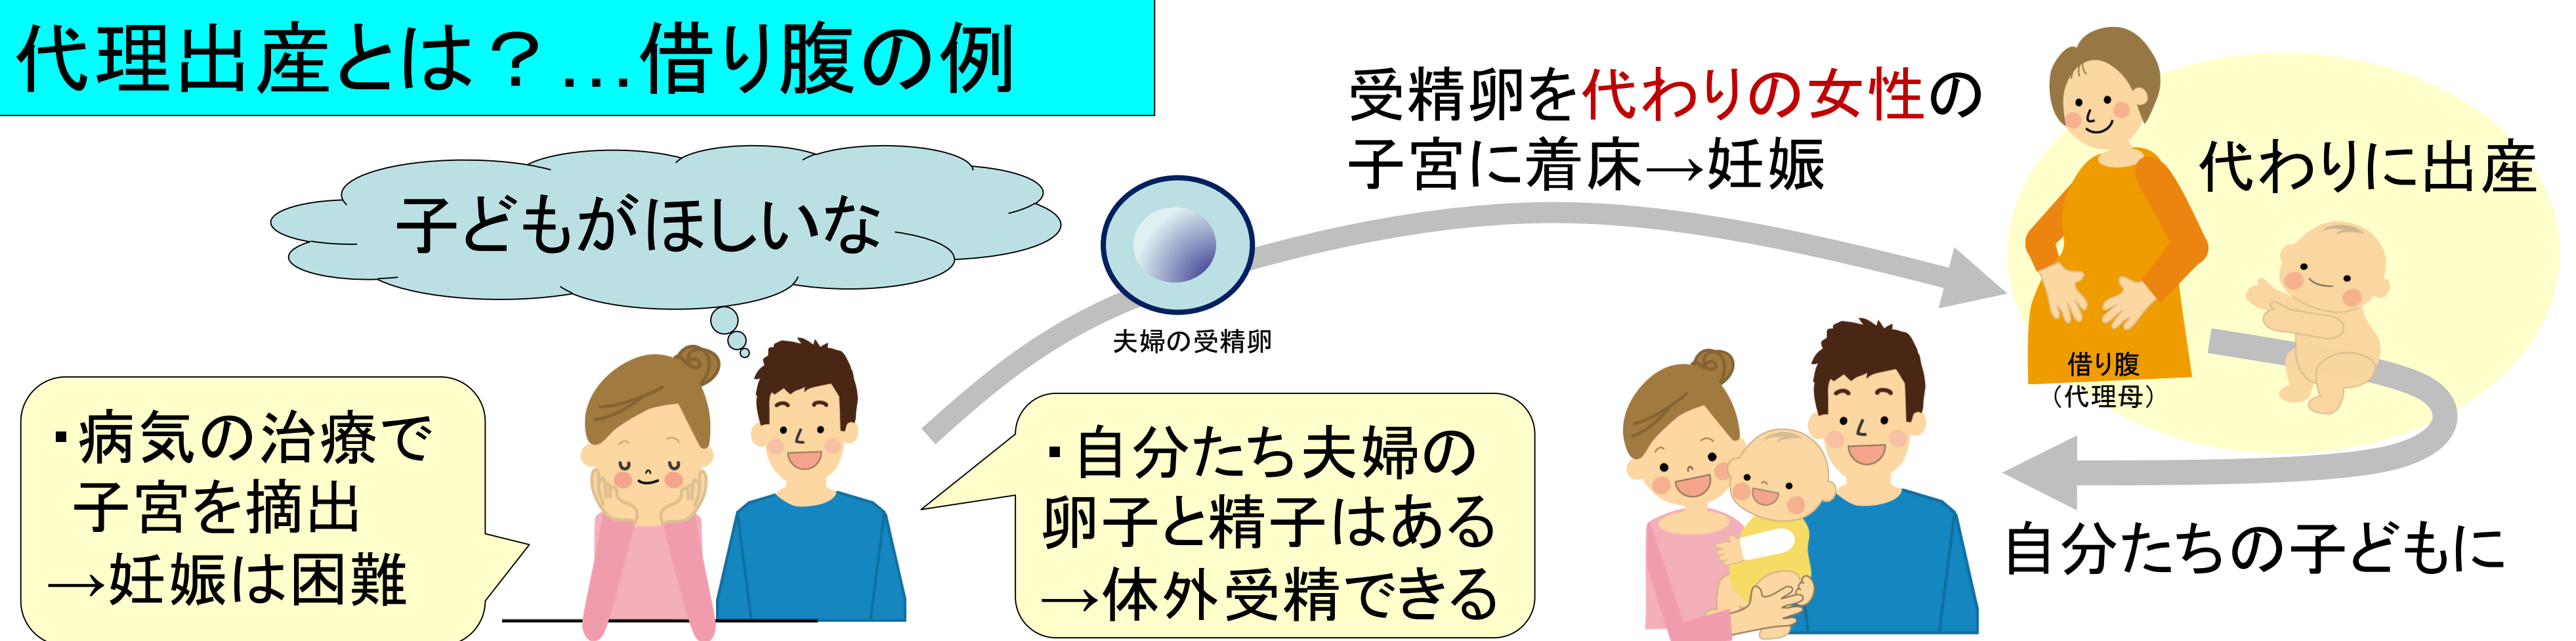 代理出産とは？…借り腹の例
子どもがほしいな
・病気の治療で
子宮を摘出
→妊娠は困難
・自分たち夫婦の
卵子と精子はある
→体外受精できる
夫婦の受精卵
受精卵を代わりの女性の
子宮に着床→妊娠
代わりに出産
借り腹
（代理母）
自分たちの子どもに